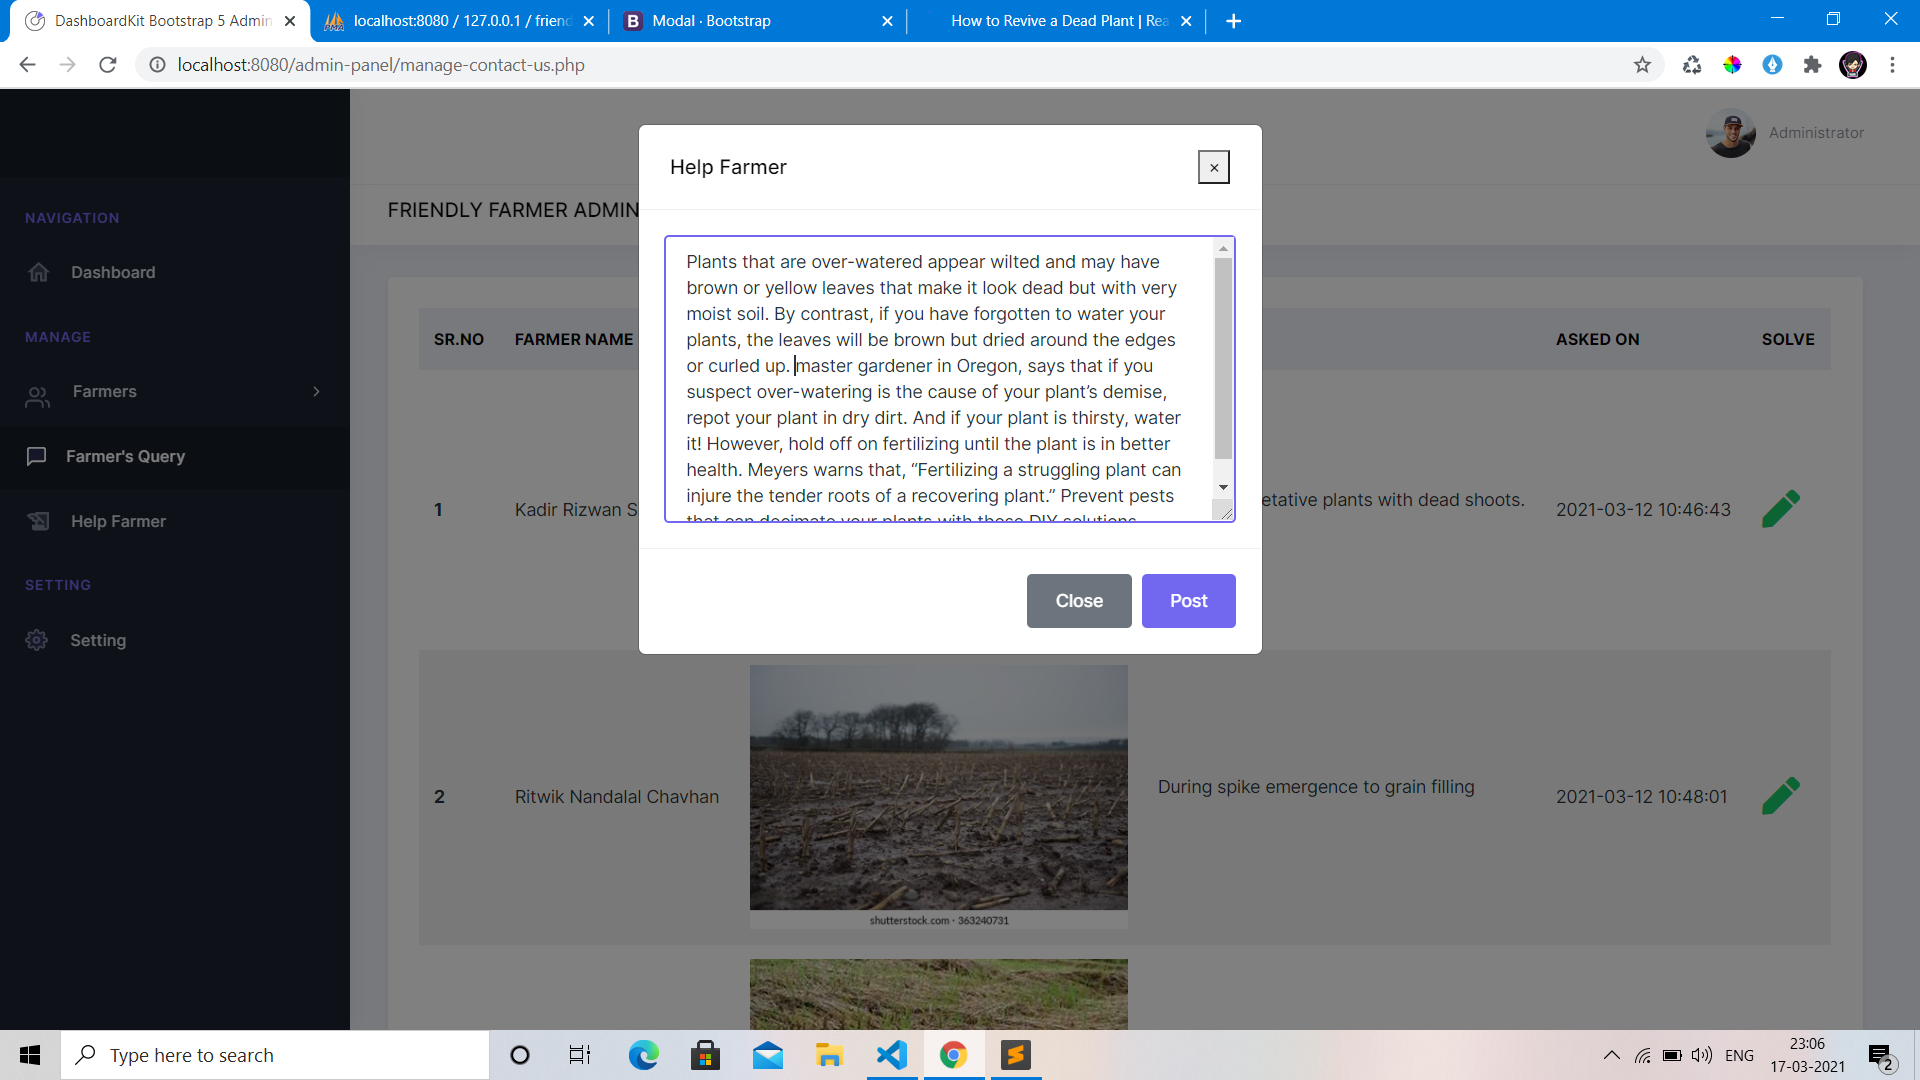 DashboardKit Bootstrap 5 Admin
localhost:8080 / 127.0.0.1 / friend
B Modal · Bootstrap
How to Revive a Dead Plant | Rea
localhost:8080/admin-panel/manage-contact-us.php
Administrator
Help Farmer
×
NAVIGATION
FRIENDLY FARMER ADMIN
Dashboard
Plants that are over-watered appear wilted and may have
brown or yellow leaves that make it look dead but with very
moist soil. By contrast, if you have forgotten to water your
plants, the leaves will be brown but dried around the edges
or curled up. master gardener in Oregon, says that if you
suspect over-watering is the cause of your plant’s demise,
repot your plant in dry dirt. And if your plant is thirsty, water
it! However, hold off on fertilizing until the plant is in better
health. Meyers warns that, “Fertilizing a struggling plant can
injure the tender roots of a recovering plant.” Prevent pests
that can decimate your plants with these DIY solutions
MANAGE
Farmers
Farmer's Query
Help Farmer
SETTING
Setting
SR.NO FARMER NAME ASKED ON SOLVE
1 Kadir Rizwan S etative plants with dead shoots. 2021-03-12 10:46:43
Close Post
2 Ritwik Nandalal Chavhan During spike emergence to grain filling 2021-03-12 10:48:01
shutterstock.com · 363240731
Type here to search
ENG
23:06
17-03-2021
2